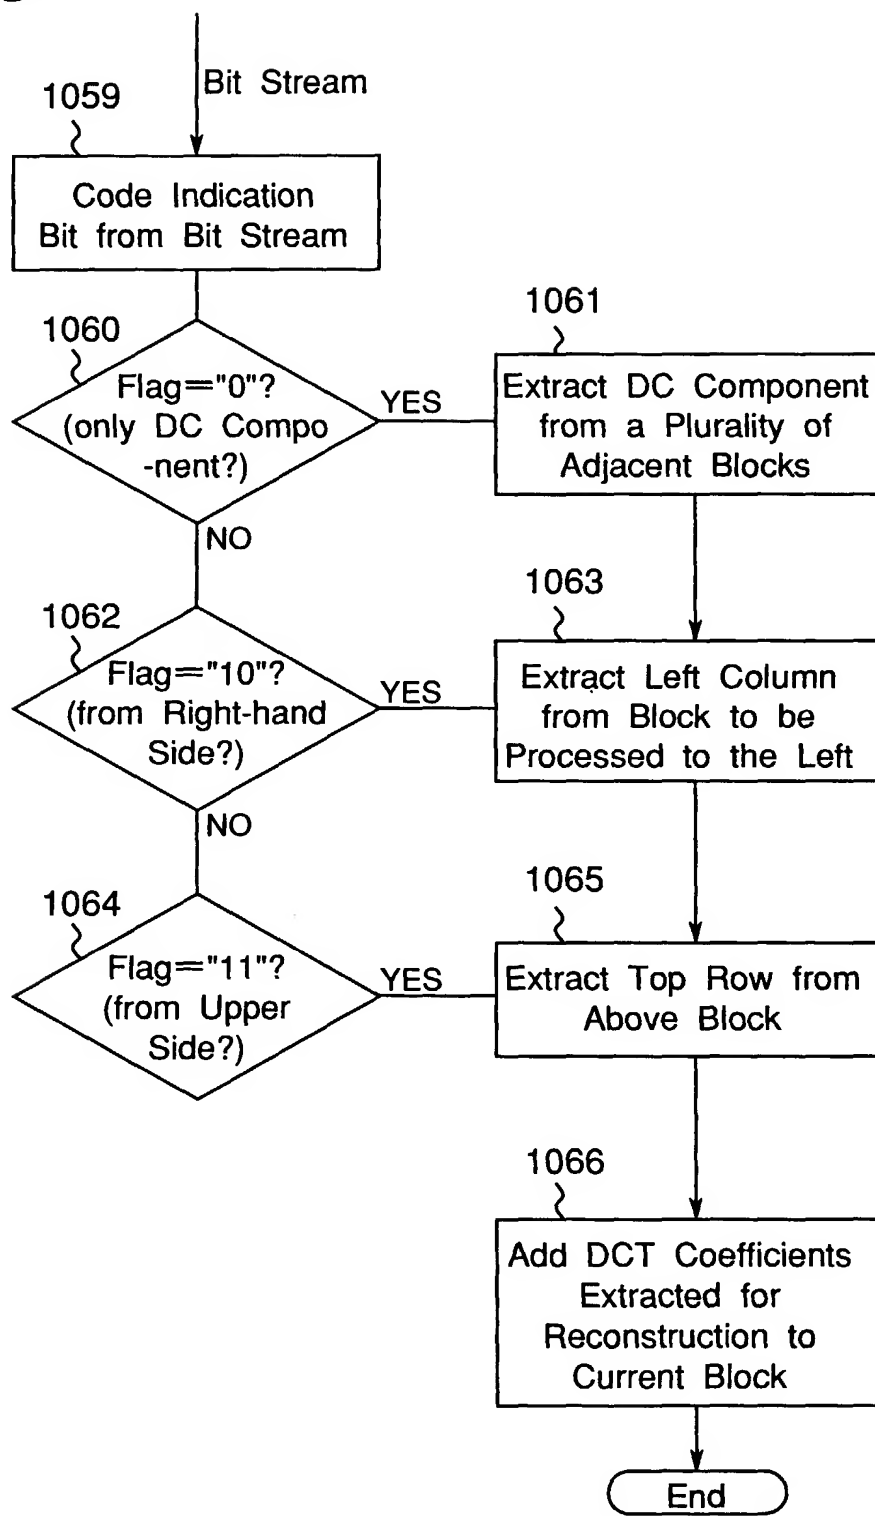 Bit Stream
1059
Code Indication
Bit from Bit Stream
1060
Flag="0"?
(only DC Compo
-nent?)
YES
NO
1061
Extract DC Component
from a Plurality of
Adjacent Blocks
1062
Flag="10"?
(from Right-hand
Side?)
YES
NO
1063
Extract Left Column
from Block to be
Processed to the Left
1064
Flag="11"?
(from Upper
Side?)
YES
1065
Extract Top Row from
Above Block
1066
Add DCT Coefficients
Extracted for
Reconstruction to
Current Block
End